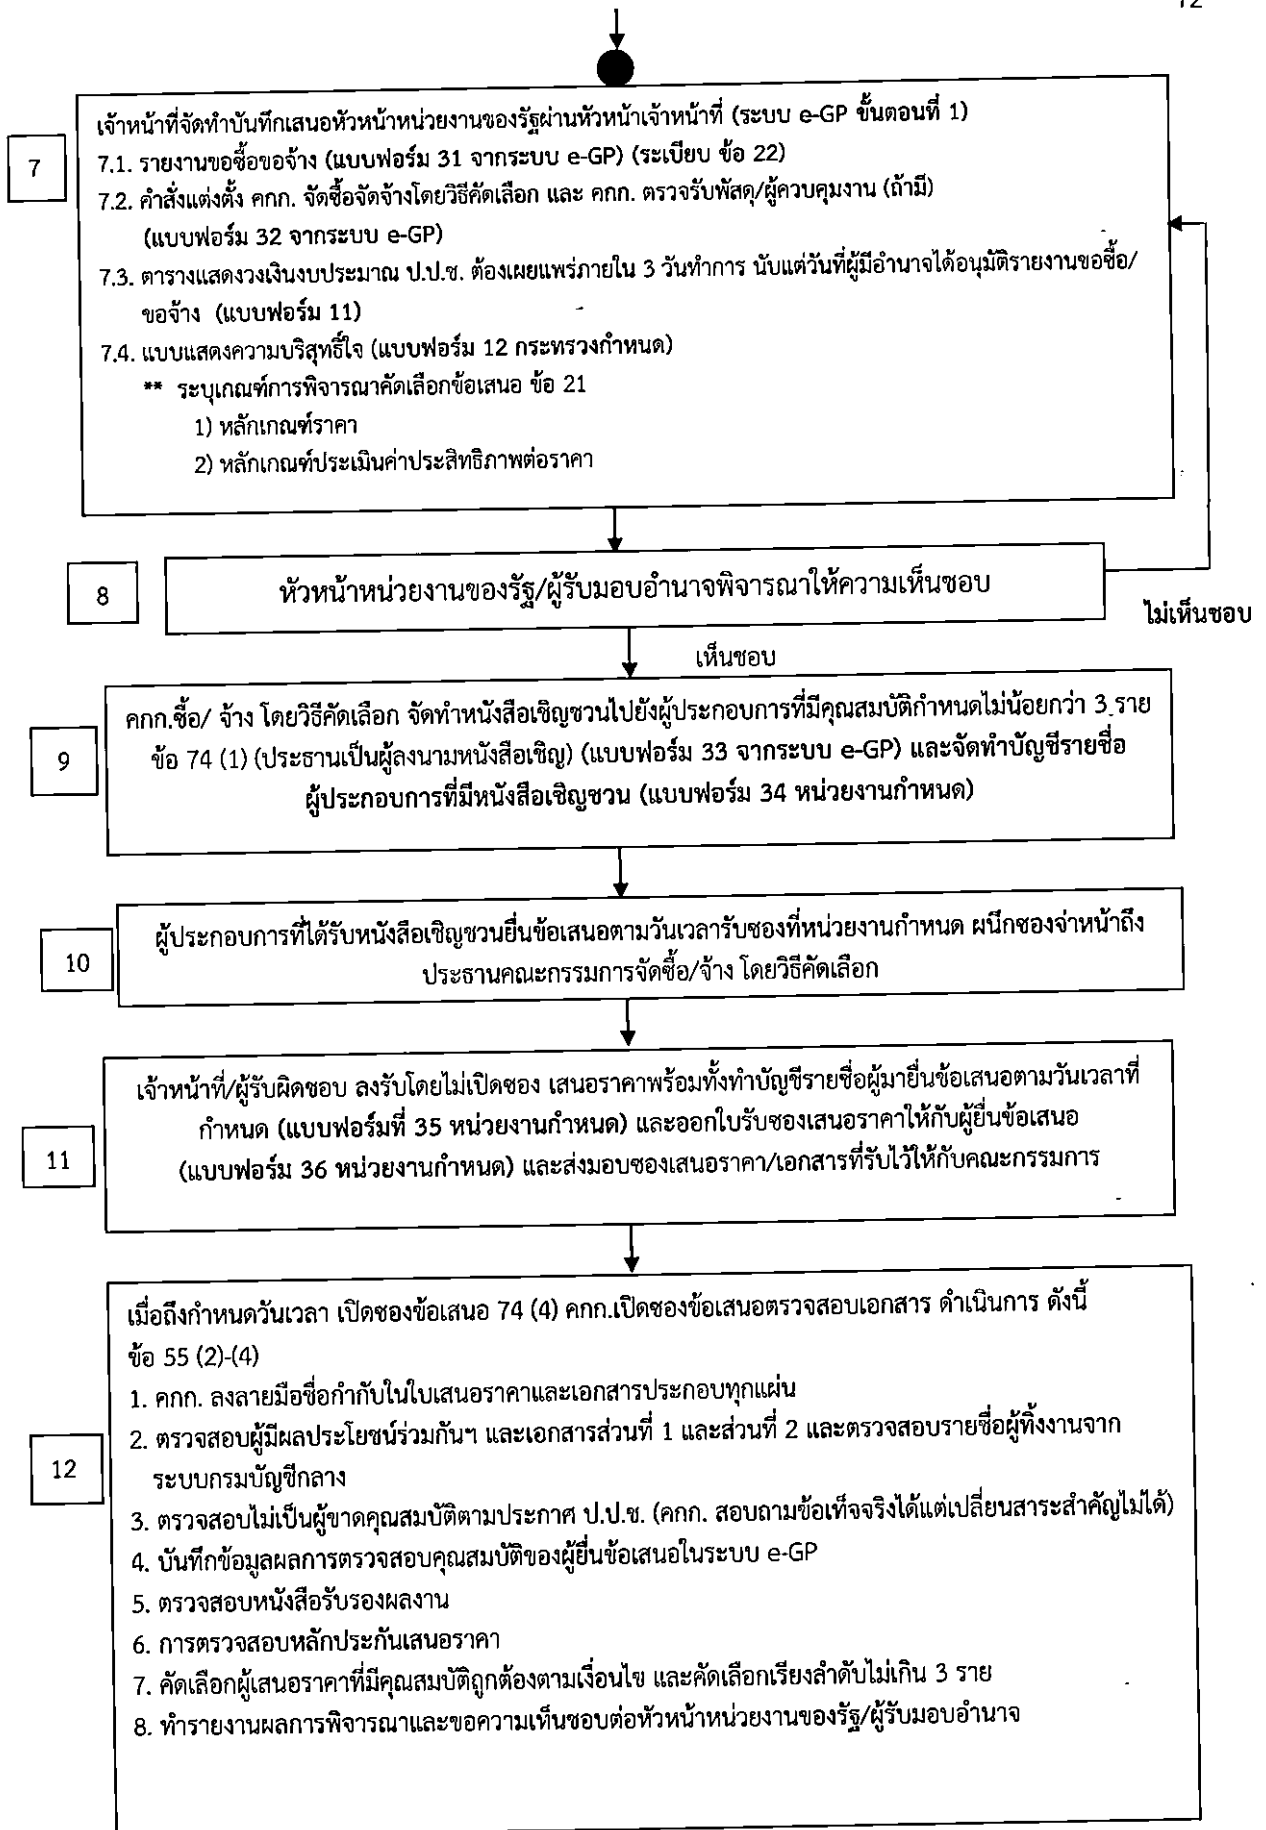 12
เจ้าหน้าที่จัดทำบันทึกเสนอหัวหน้าหน่วยงานของรัฐผ่านหัวหน้าเจ้าหน้าที่ (ระบบ e-GP ขั้นตอนที่ 1)
7
7.1. รายงานขอซื้อขอจ้าง (แบบฟอร์ม 31 จากระบบ e-GP) (ระเบียบ ข้อ 22)
7.2. คำสั่งแต่งตั้ง คกก. จัดซื้อจัดจ้างโดยวิธีคัดเลือก และ คกก. ตรวจรับพัสดุ/ผู้ควบคุมงาน (ถ้ามี)
(แบบฟอร์ม 32 จากระบบ e-GP)
7.3. ตารางแสดงวงเงินงบประมาณ ป.ป.ช. ต้องเผยแพร่ภายใน 3 วันทำการ นับแต่วันที่ผู้มีอำนาจได้อนุมัติรายงานขอซื้อ/
ขอจ้าง (แบบฟอร์ม 11)
7.4. แบบแสดงความบริสุทธิ์ใจ (แบบฟอร์ม 12 กระทรวงกำหนด)
** ระบุเกณฑ์การพิจารณาคัดเลือกข้อเสนอ ข้อ 21
1) หลักเกณฑ์ราคา
2) หลักเกณฑ์ประเมินค่าประสิทธิภาพต่อราคา
8
หัวหน้าหน่วยงานของรัฐ/ผู้รับมอบอำนาจพิจารณาให้ความเห็นชอบ
ไม่เห็นชอบ
เห็นชอบ
9
คกก.ซื้อ/ จ้าง โดยวิธีคัดเลือก จัดทำหนังสือเชิญชวนไปยังผู้ประกอบการที่มีคุณสมบัติกำหนดไม่น้อยกว่า 3 ราย
ข้อ 74 (1) (ประธานเป็นผู้ลงนามหนังสือเชิญ) (แบบฟอร์ม 33 จากระบบ e-GP) และจัดทำบัญชีรายชื่อ
ผู้ประกอบการที่มีหนังสือเชิญชวน (แบบฟอร์ม 34 หน่วยงานกำหนด)
10
ผู้ประกอบการที่ได้รับหนังสือเชิญชวนยื่นข้อเสนอตามวันเวลารับซองที่หน่วยงานกำหนด ผนึกซองจ่าหน้าถึง
ประธานคณะกรรมการจัดซื้อ/จ้าง โดยวิธีคัดเลือก
11
เจ้าหน้าที่/ผู้รับผิดชอบ ลงรับโดยไม่เปิดซอง เสนอราคาพร้อมทั้งทำบัญชีรายชื่อผู้มายื่นข้อเสนอตามวันเวลาที่
กำหนด (แบบฟอร์มที่ 35 หน่วยงานกำหนด) และออกใบรับซองเสนอราคาให้กับผู้ยื่นข้อเสนอ
(แบบฟอร์ม 36 หน่วยงานกำหนด) และส่งมอบซองเสนอราคา/เอกสารที่รับไว้ให้กับคณะกรรมการ
12
เมื่อถึงกำหนดวันเวลา เปิดซองข้อเสนอ 74 (4) คกก.เปิดซองข้อเสนอตรวจสอบเอกสาร ดำเนินการ ดังนี้
ข้อ 55 (2)-(4)
1. คกก. ลงลายมือชื่อกำกับในใบเสนอราคาและเอกสารประกอบทุกแผ่น
2. ตรวจสอบผู้มีผลประโยชน์ร่วมกันฯ และเอกสารส่วนที่ 1 และส่วนที่ 2 และตรวจสอบรายชื่อผู้ทิ้งงานจาก
ระบบกรมบัญชีกลาง
3. ตรวจสอบไม่เป็นผู้ขาดคุณสมบัติตามประกาศ ป.ป.ช. (คกก. สอบถามข้อเท็จจริงได้แต่เปลี่ยนสาระสำคัญไม่ได้)
4. บันทึกข้อมูลผลการตรวจสอบคุณสมบัติของผู้ยื่นข้อเสนอในระบบ e-GP
5. ตรวจสอบหนังสือรับรองผลงาน
6. การตรวจสอบหลักประกันเสนอราคา
7. คัดเลือกผู้เสนอราคาที่มีคุณสมบัติถูกต้องตามเงื่อนไข และคัดเลือกเรียงลำดับไม่เกิน 3 ราย
8. ทำรายงานผลการพิจารณาและขอความเห็นชอบต่อหัวหน้าหน่วยงานของรัฐ/ผู้รับมอบอำนาจ